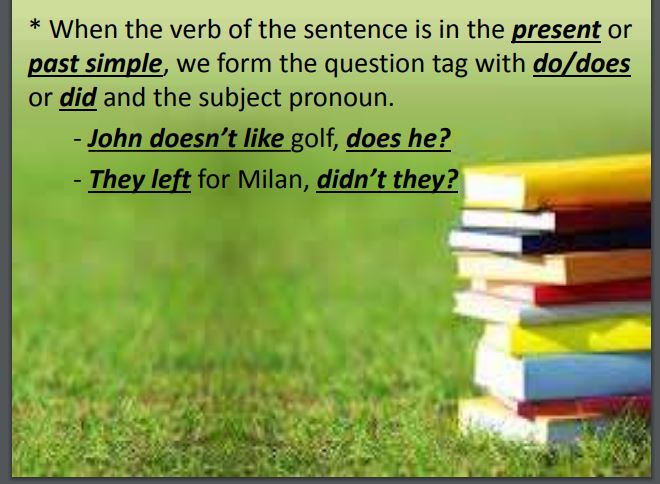 * When the verb of the sentence is in the present or
past simple, we form the question tag with do/does
or did and the subject pronoun.
- John doesn’t like golf, does he?
- They left for Milan, didn’t they?